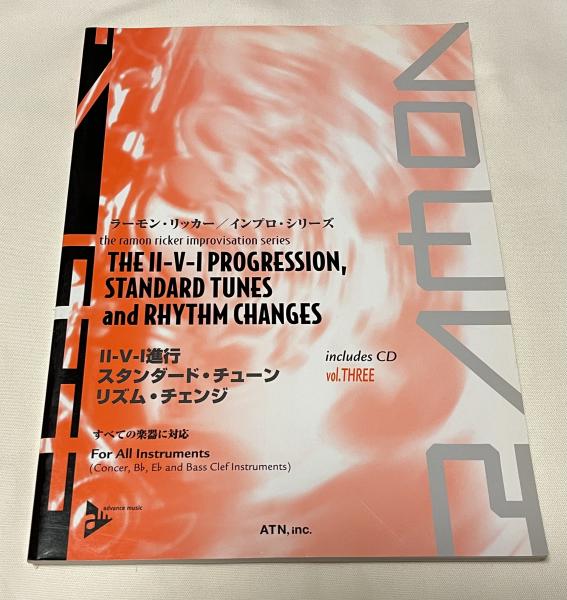 ラーモン・リッカー／インプロ・シリーズ
the ramon ricker improvisation series
THE II-V-I PROGRESSION,
STANDARD TUNES
and RHYTHM CHANGES
II-V-I進行
スタンダード・チューン
リズム・チェンジ
includes CD
vol.THREE
すべての楽器に対応
For All Instruments
(Concer, B♭, E♭ and Bass Clef Instruments)
advance music
ATN, inc.